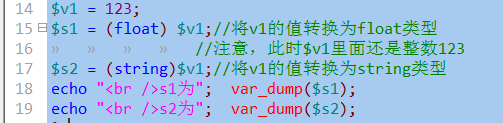 14 $v1 = 123;
15 $s1 = (float) $v1;//将v1的值转换为float类型
16 » » » » //注意，此时$v1里面还是整数123
17 $s2 = (string)$v1;//将v1的值转换为string类型
18 echo "<br />s1为"; var_dump($s1);
19 echo "<br />s2为"; var_dump($s2);